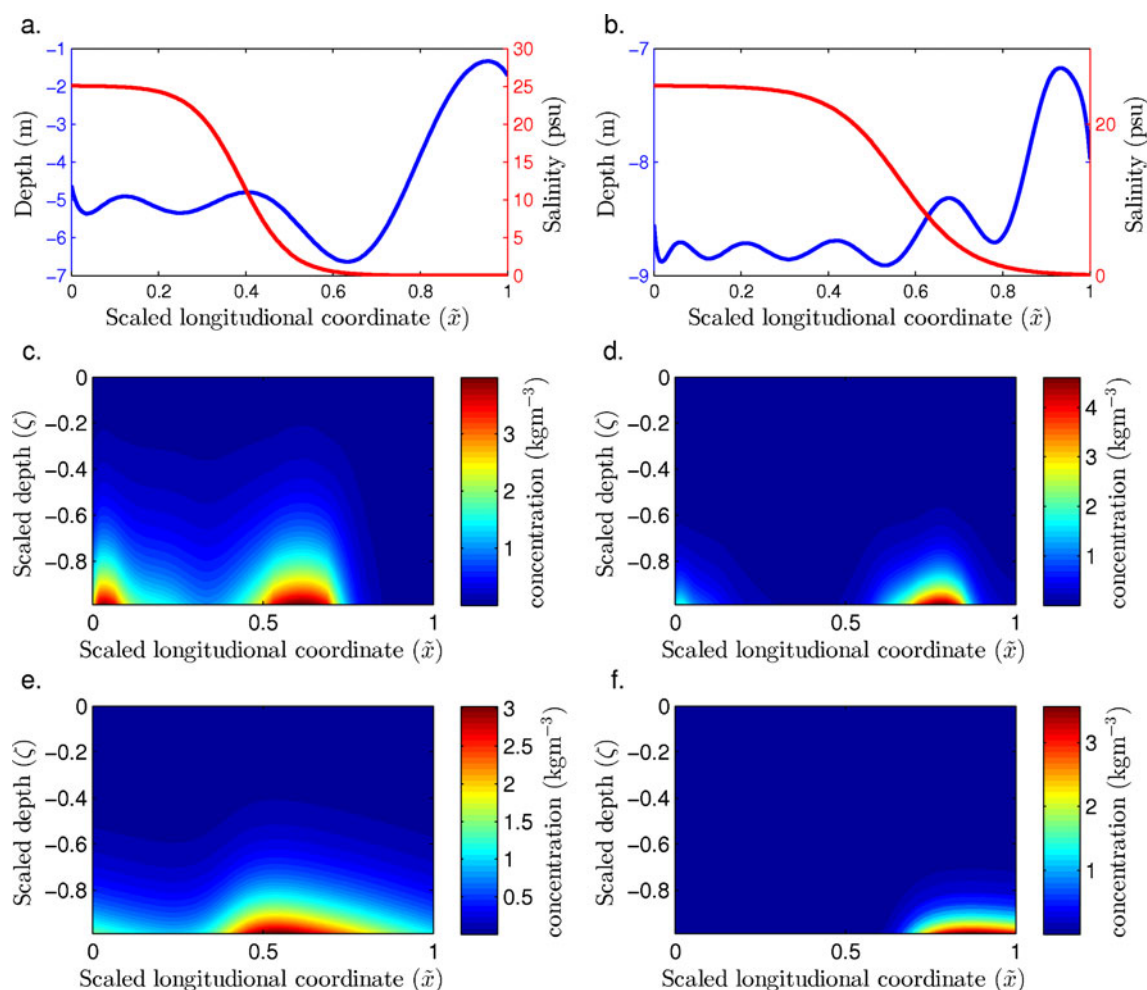 a.
b.
-1
-2
-3
-4
-5
-6
-7
Depth (m)
30
25
20
15
10
5
0
Salinity (psu)
0 0.2 0.4 0.6 0.8 1
Scaled longitudional coordinate (x̃)
-7
-8
-9
Depth (m)
20
0
Salinity (psu)
0 0.2 0.4 0.6 0.8 1
Scaled longitudional coordinate (x̃)
c.
0
−0.2
−0.4
−0.6
−0.8
Scaled depth (ζ)
0 0.5 1
Scaled longitudional coordinate (x̃)
3
2
1
concentration (kgm⁻³)
d.
0
−0.2
−0.4
−0.6
−0.8
Scaled depth (ζ)
0 0.5 1
Scaled longitudional coordinate (x̃)
4
3
2
1
concentration (kgm⁻³)
e.
0
−0.2
−0.4
−0.6
−0.8
Scaled depth (ζ)
0 0.5 1
Scaled longitudional coordinate (x̃)
3
2.5
2
1.5
1
0.5
concentration (kgm⁻³)
f.
0
−0.2
−0.4
−0.6
−0.8
Scaled depth (ζ)
0 0.5 1
Scaled longitudional coordinate (x̃)
3
2
1
concentration (kgm⁻³)